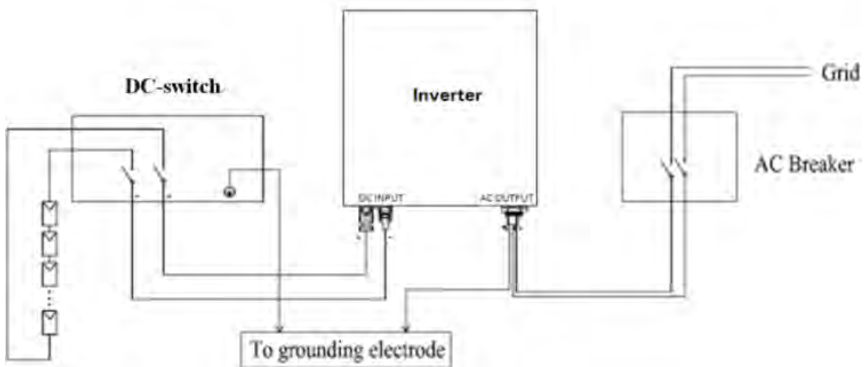 DC-switch
Inverter
DC INPUT
AC OUTPUT
Grid
AC Breaker
To grounding electrode